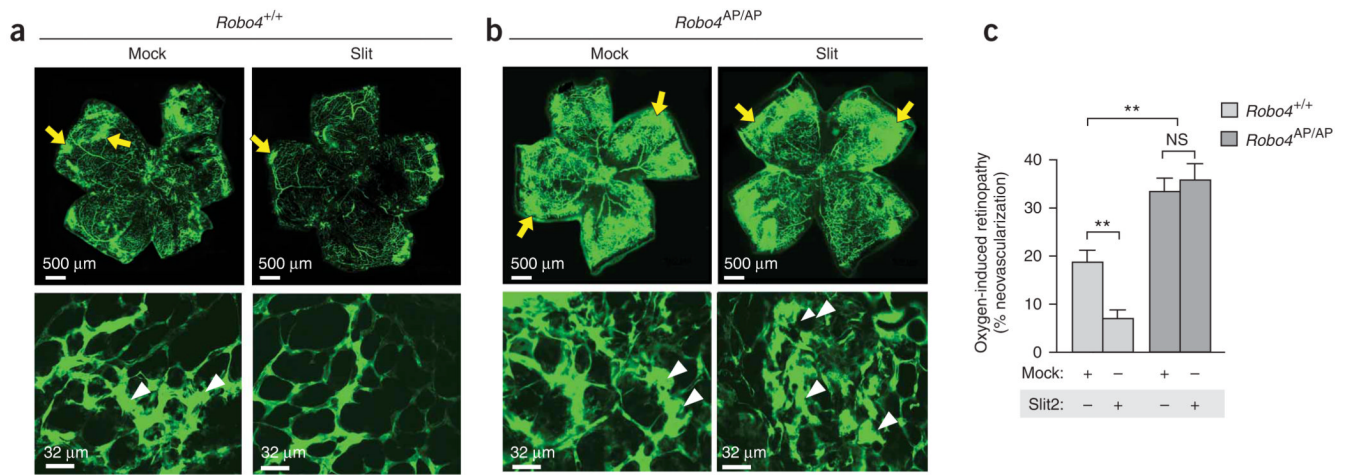 a
Robo4+/+
Mock
Slit
500 μm
500 μm
32 μm
32 μm
b
Robo4AP/AP
Mock
Slit
500 μm
500 μm
32 μm
32 μm
c
Robo4+/+
Robo4AP/AP
**
NS
**
Oxygen-induced retinopathy
(% neovascularization)
40
30
20
10
0
Mock: + – + –
Slit2: – + – +